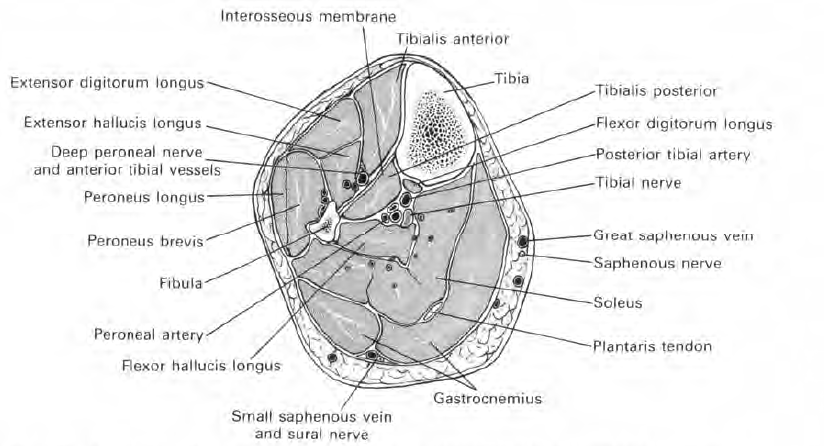 Interosseous membrane
Tibialis anterior
Extensor digitorum longus
Tibia
Tibialis posterior
Extensor hallucis longus
Flexor digitorum longus
Deep peroneal nerve
and anterior tibial vessels
Posterior tibial artery
Tibial nerve
Peroneus longus
Peroneus brevis
Great saphenous vein
Saphenous nerve
Fibula
Soleus
Peroneal artery
Plantaris tendon
Flexor hallucis longus
Gastrocnemius
Small saphenous vein
and sural nerve